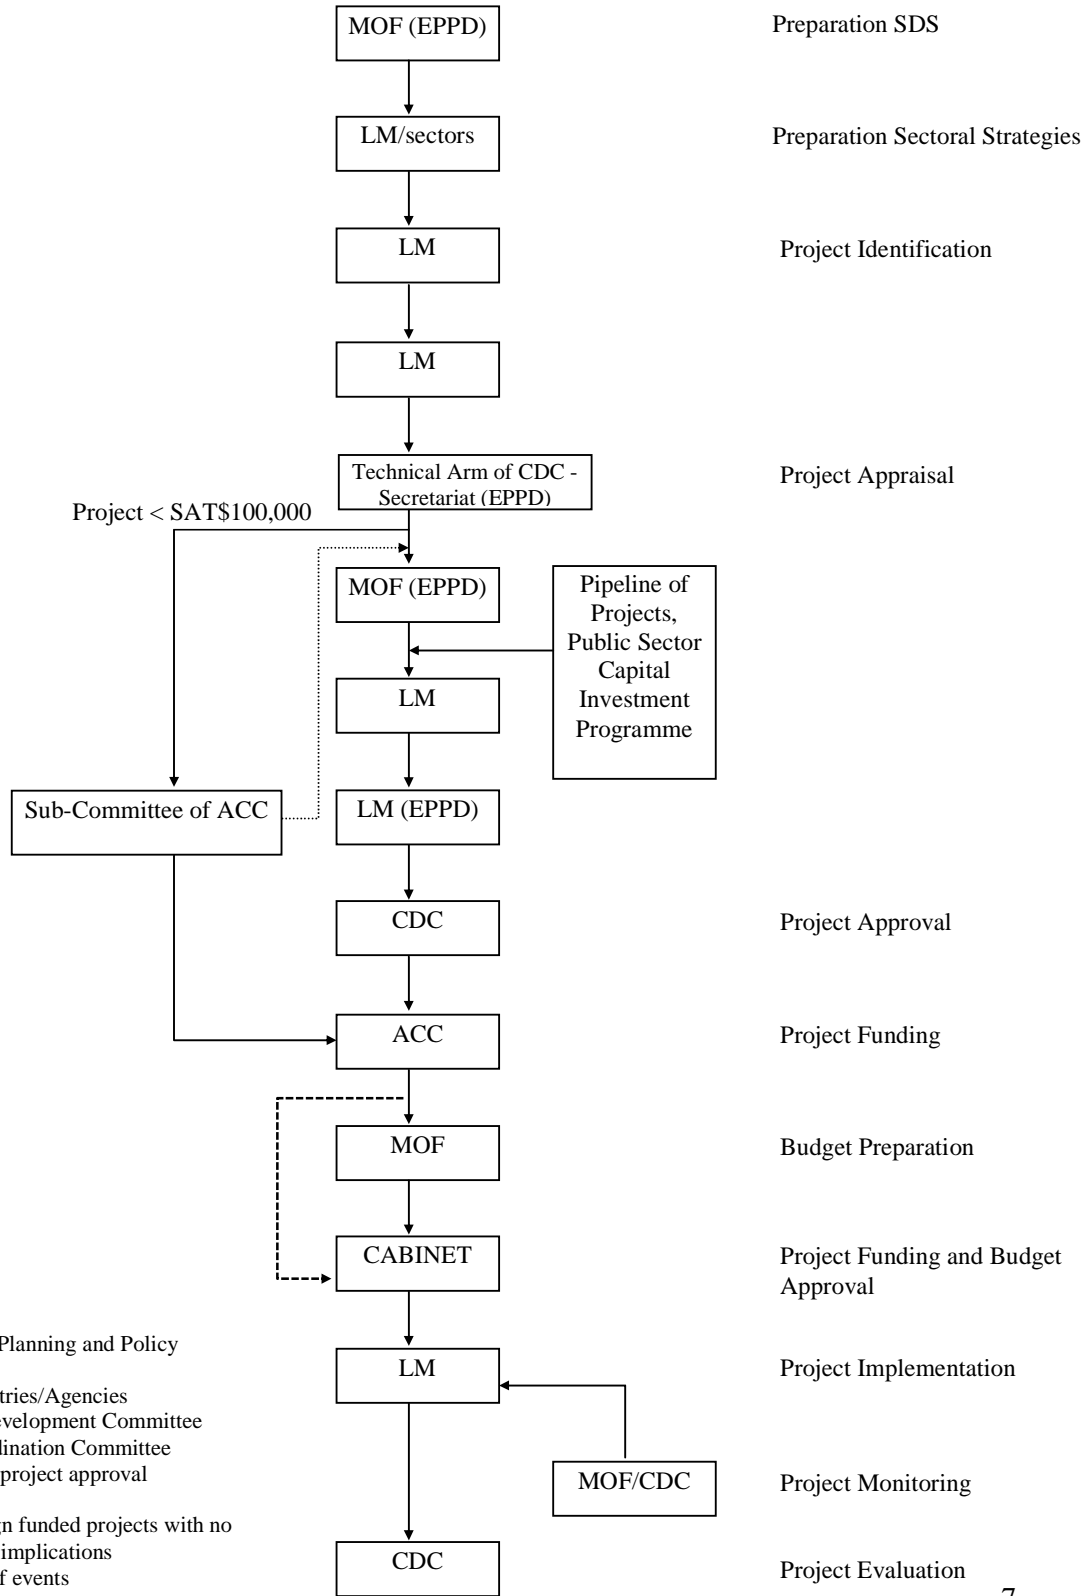 MOF (EPPD)
Preparation SDS
LM/sectors
Preparation Sectoral Strategies
LM
Project Identification
LM
Technical Arm of CDC -
Secretariat (EPPD)
Project Appraisal
Project < SAT$100,000
MOF (EPPD)
Pipeline of
Projects,
Public Sector
Capital
Investment
Programme
LM
Sub-Committee of ACC
LM (EPPD)
CDC
Project Approval
ACC
Project Funding
MOF
Budget Preparation
CABINET
Project Funding and Budget
Approval
Planning and Policy
LM
Project Implementation
tries/Agencies
evelopment Committee
lination Committee
project approval
MOF/CDC
Project Monitoring
gn funded projects with no
implications
f events
CDC
Project Evaluation